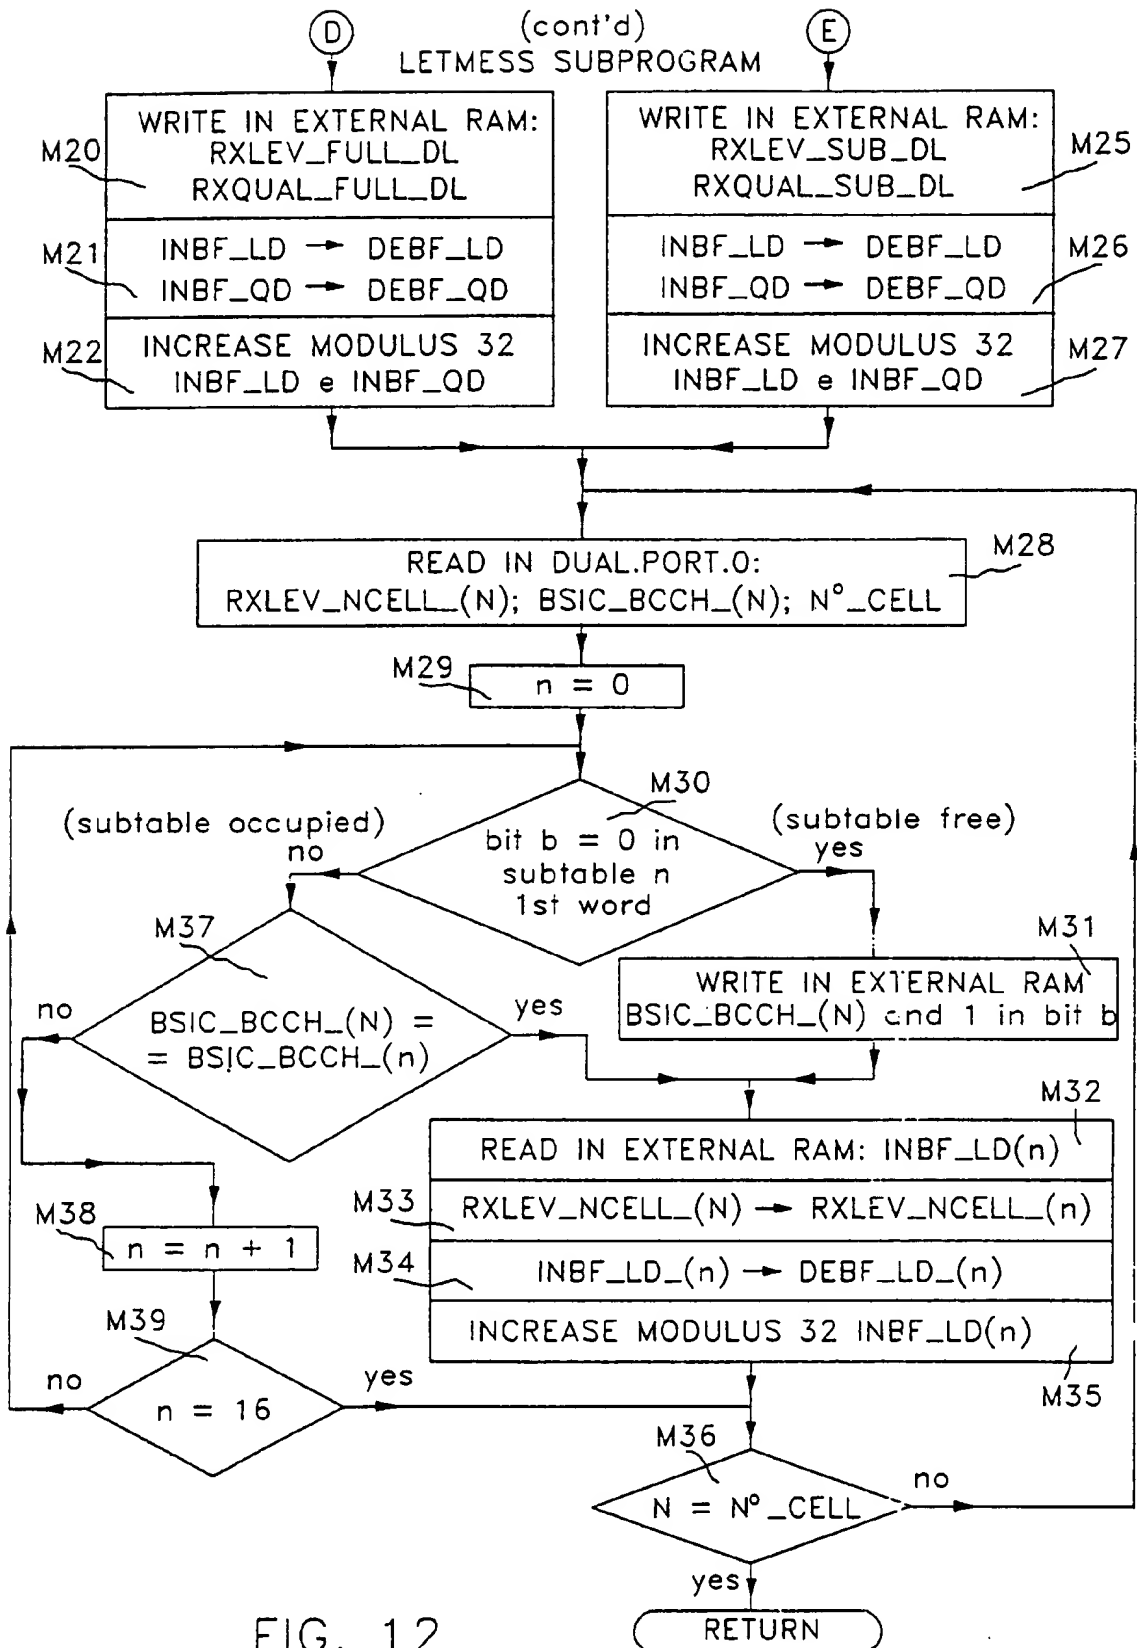 D
(cont'd)
E
LETMESS SUBPROGRAM
M20
WRITE IN EXTERNAL RAM:
RXLEV_FULL_DL
RXQUAL_FULL_DL
M21
INBF_LD → DEBF_LD
INBF_QD → DEBF_QD
M22
INCREASE MODULUS 32
INBF_LD e INBF_QD
WRITE IN EXTERNAL RAM:
RXLEV_SUB_DL
RXQUAL_SUB_DL
M25
INBF_LD → DEBF_LD
INBF_QD → DEBF_QD
M26
INCREASE MODULUS 32
INBF_LD e INBF_QD
M27
READ IN DUAL.PORT.0:
RXLEV_NCELL_(N); BSIC_BCCH_(N); N°_CELL
M28
M29
n = 0
M30
(subtable occupied)
no
bit b = 0 in
subtable n
1st word
(subtable free)
yes
M37
no
BSIC_BCCH_(N) =
= BSIC_BCCH_(n)
yes
M31
WRITE IN EXTERNAL RAM
BSIC_BCCH_(N) and 1 in bit b
M32
READ IN EXTERNAL RAM: INBF_LD(n)
M33
RXLEV_NCELL_(N) → RXLEV_NCELL_(n)
M34
INBF_LD_(n) → DEBF_LD_(n)
INCREASE MODULUS 32 INBF_LD(n)
M35
M38
n = n + 1
M39
no
n = 16
yes
M36
N = N°_CELL
no
yes
RETURN
FIG. 12